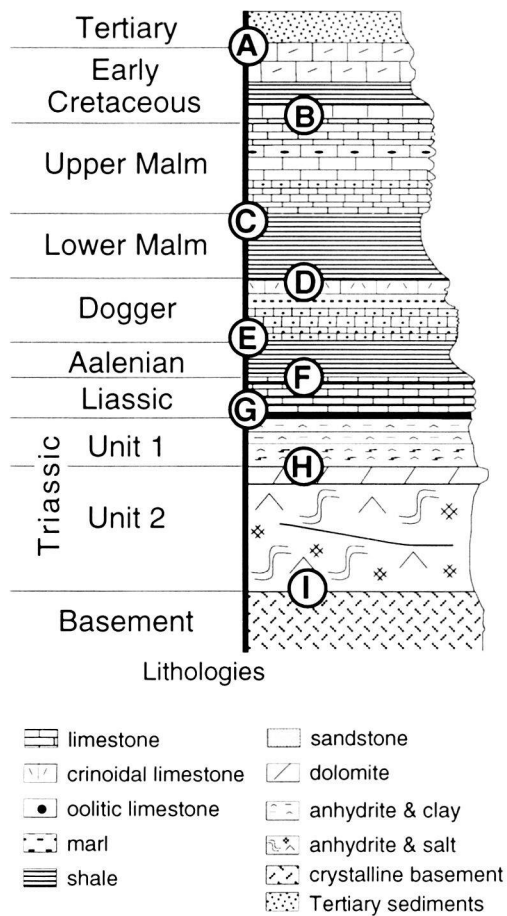 Tertiary
A
Early
Cretaceous
B
Upper Malm
C
Lower Malm
D
Dogger
E
Aalenian
F
Liassic
G
Triassic
Unit 1
H
Unit 2
I
Basement
Lithologies
limestone
crinoidal limestone
oolitic limestone
marl
shale
sandstone
dolomite
anhydrite & clay
anhydrite & salt
crystalline basement
Tertiary sediments